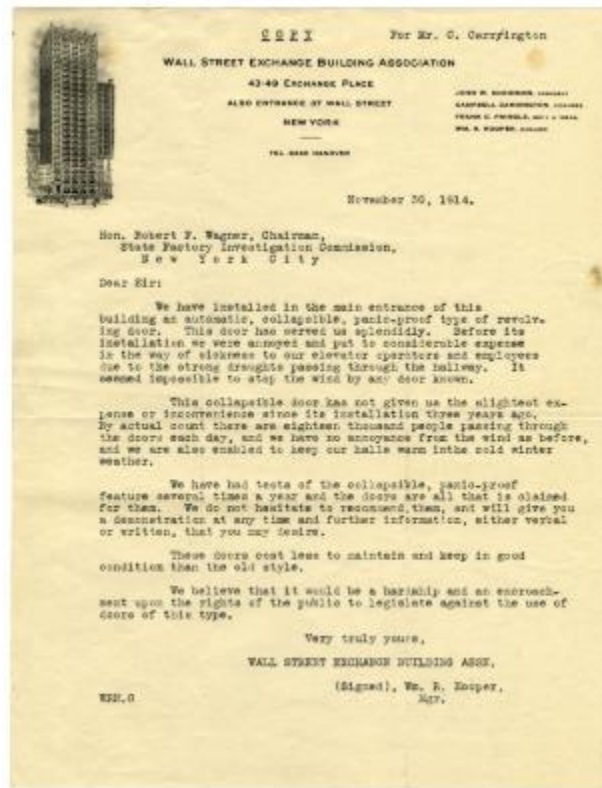 COPY For Mr. C. Carrington
WALL STREET EXCHANGE BUILDING ASSOCIATION
43-49 EXCHANGE PLACE
ALSO ENTRANCE 37 WALL STREET
NEW YORK
TEL. HANOVER
JOHN
CAMPBELL CARRINGTON,
FRANK C. PRINGLE,
WM. R. HOOPER,
November 30, 1914.
Hon. Robert F. Wagner, Chairman,
State Factory Investigation Commission,
New York City
Dear Sir:
We have installed in the main entrance of this
building an automatic, collapsible, panic-proof type of revolv-
ing door. This door has served us splendidly. Before its
installation we were annoyed and put to considerable expense
in the way of sickness to our elevator operators and employees
due to the strong draughts passing through the hallway. It
seemed impossible to stop the wind by any door known.
This collapsible door has not given us the slightest ex-
pense or inconvenience since its installation three years ago.
By actual count there are eighteen thousand people passing through
the doors each day, and we have no annoyance from the wind as before,
and we are also enabled to keep our halls warm inthe cold winter
weather.
We have had tests of the collapsible, panic-proof
feature several times a year and the doors are all that is claimed
for them. We do not hesitate to recommend them, and will give you
a demonstration at any time and further information, either verbal
or written, that you may desire.
These doors cost less to maintain and keep in good
condition than the old style.
We believe that it would be a hardship and an encroach-
ment upon the rights of the public to legislate against the use of
doors of this type.
Very truly yours,
WALL STREET EXCHANGE BUILDING ASSN.
(Signed), Wm. R. Hooper,
Mgr.